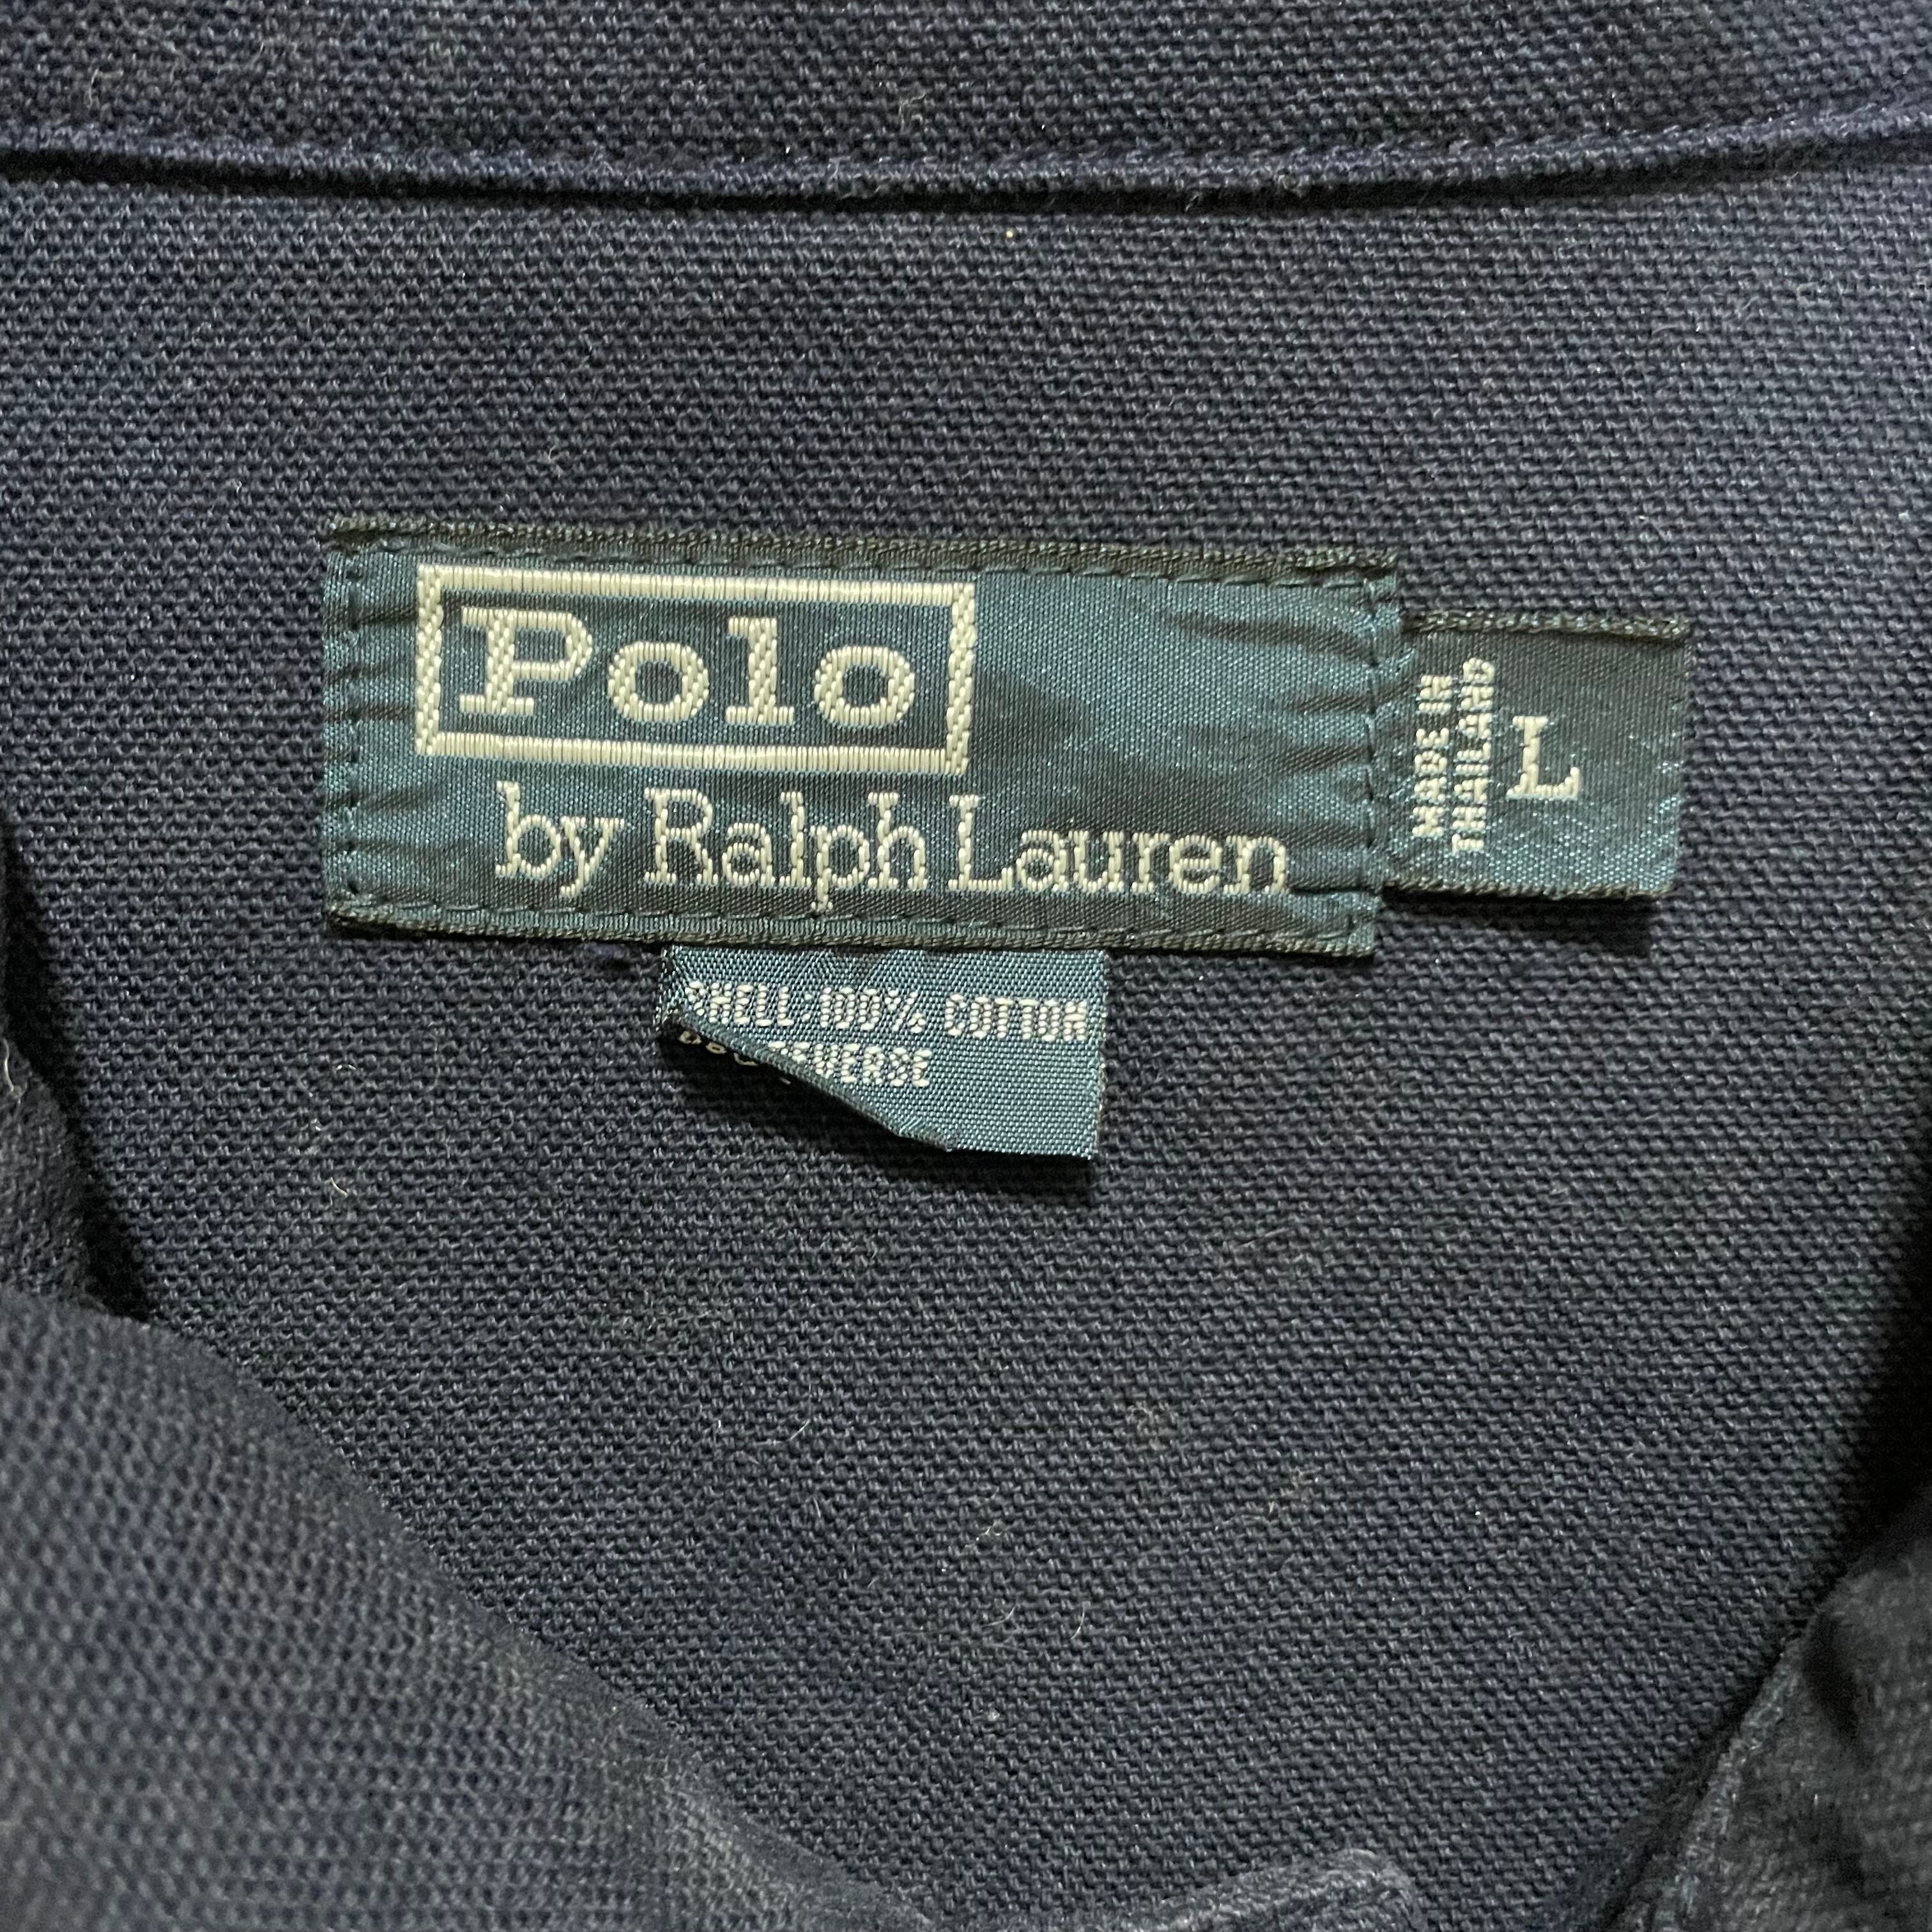 Polo
by Ralph Lauren
MADE IN
THAILAND
L
SHELL:100% COTTON
REVERSE